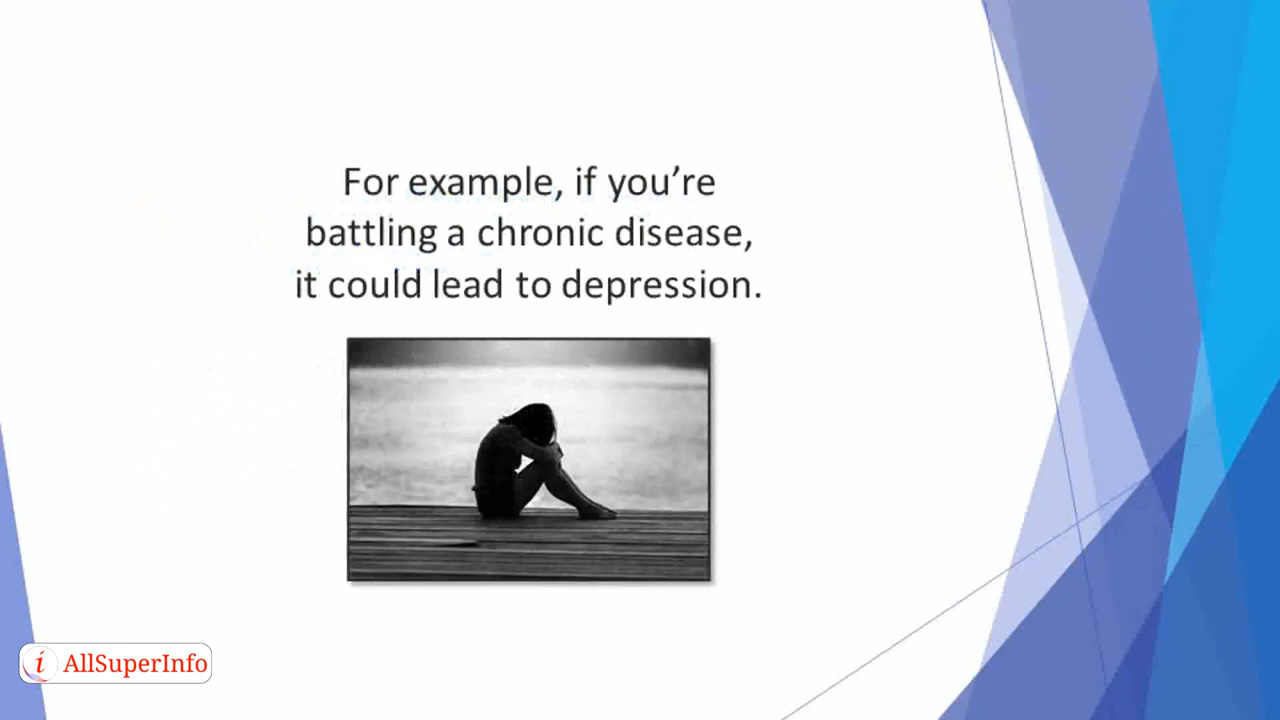 For example, if you’re
battling a chronic disease,
it could lead to depression.
i AllSuperInfo